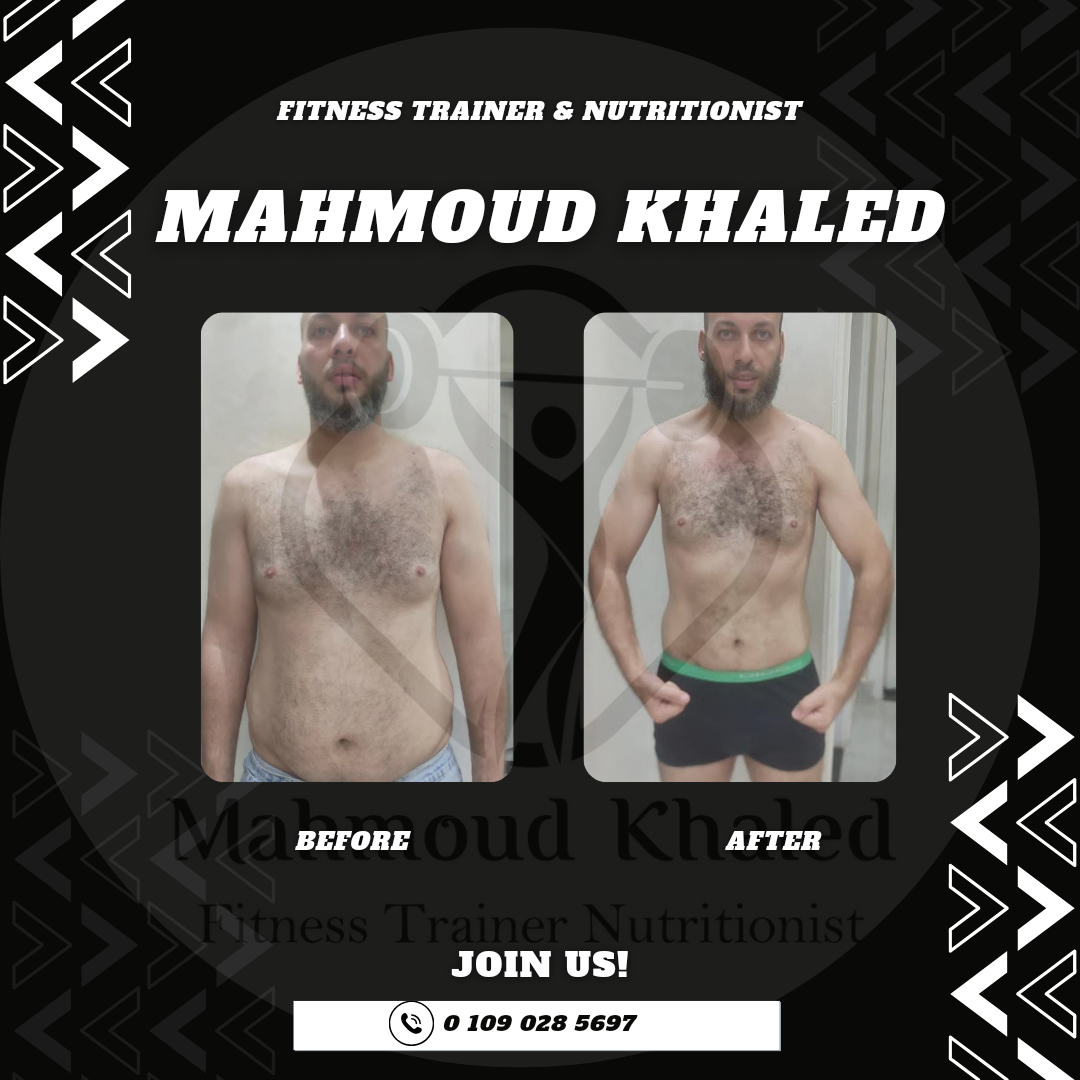 FITNESS TRAINER & NUTRITIONIST
MAHMOUD KHALED
BEFORE
AFTER
Mahmoud Khaled
Fitness Trainer Nutritionist
JOIN US!
0 109 028 5697